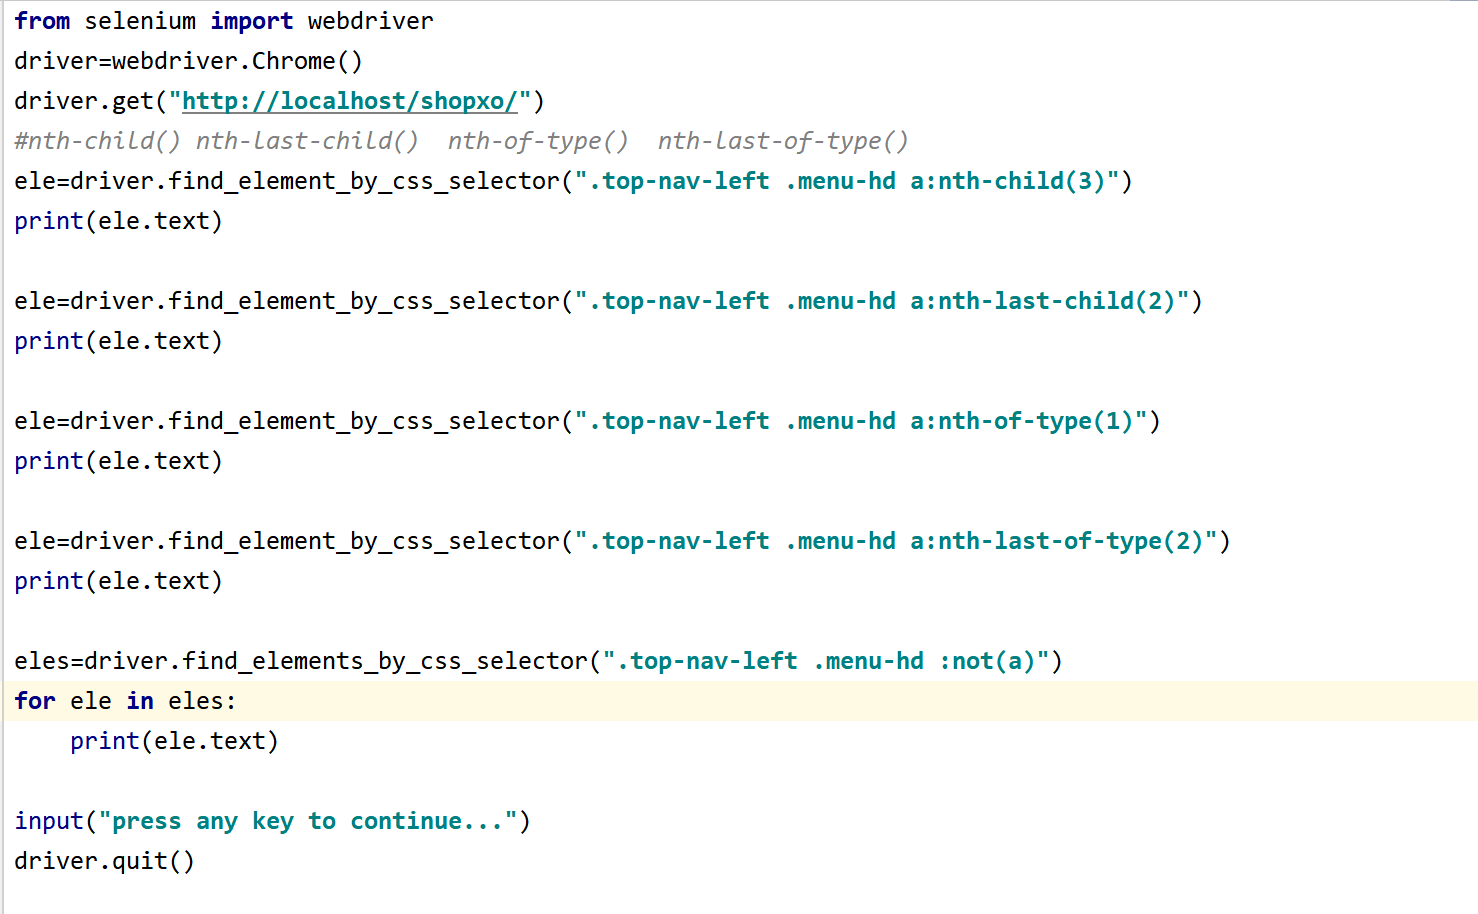 from selenium import webdriver
driver=webdriver.Chrome()
driver.get("http://localhost/shopxo/")
#nth-child() nth-last-child()  nth-of-type()  nth-last-of-type()
ele=driver.find_element_by_css_selector(".top-nav-left .menu-hd a:nth-child(3)")
print(ele.text)

ele=driver.find_element_by_css_selector(".top-nav-left .menu-hd a:nth-last-child(2)")
print(ele.text)

ele=driver.find_element_by_css_selector(".top-nav-left .menu-hd a:nth-of-type(1)")
print(ele.text)

ele=driver.find_element_by_css_selector(".top-nav-left .menu-hd a:nth-last-of-type(2)")
print(ele.text)

eles=driver.find_elements_by_css_selector(".top-nav-left .menu-hd :not(a)")
for ele in eles:
    print(ele.text)

input("press any key to continue...")
driver.quit()